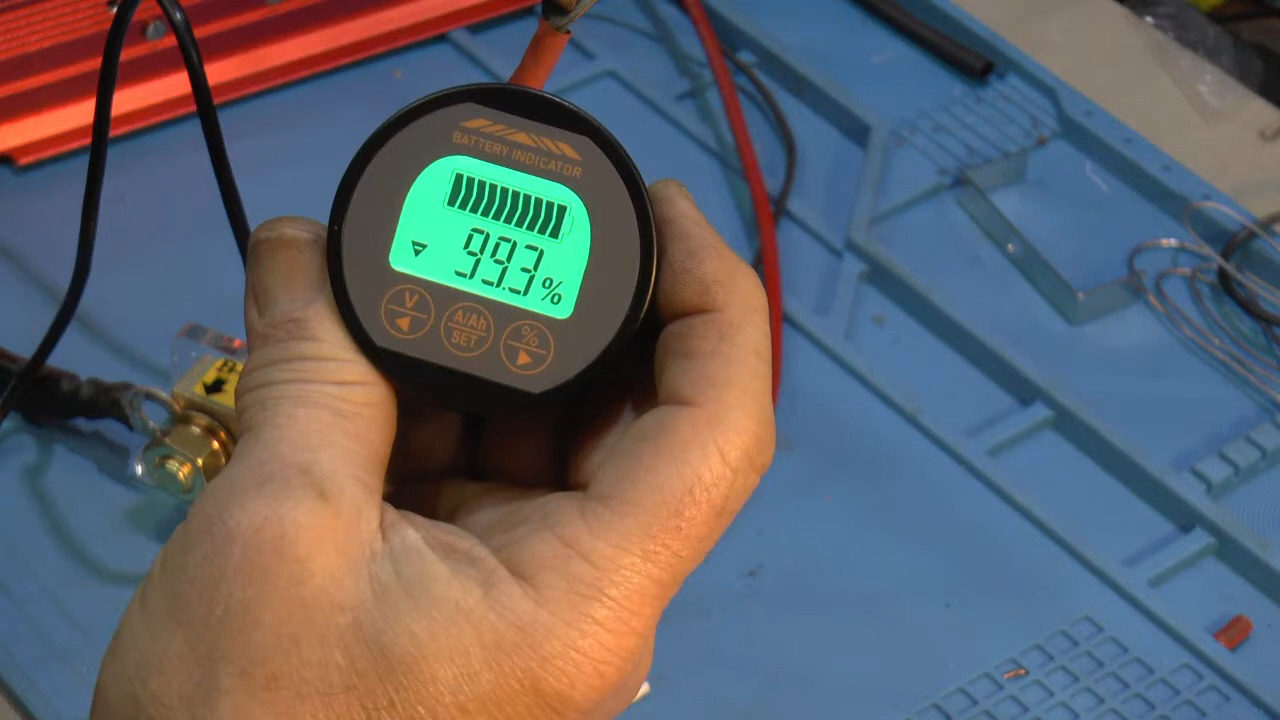 BATTERY INDICATOR
99.3%
V
A/Ah
SET
%
B-